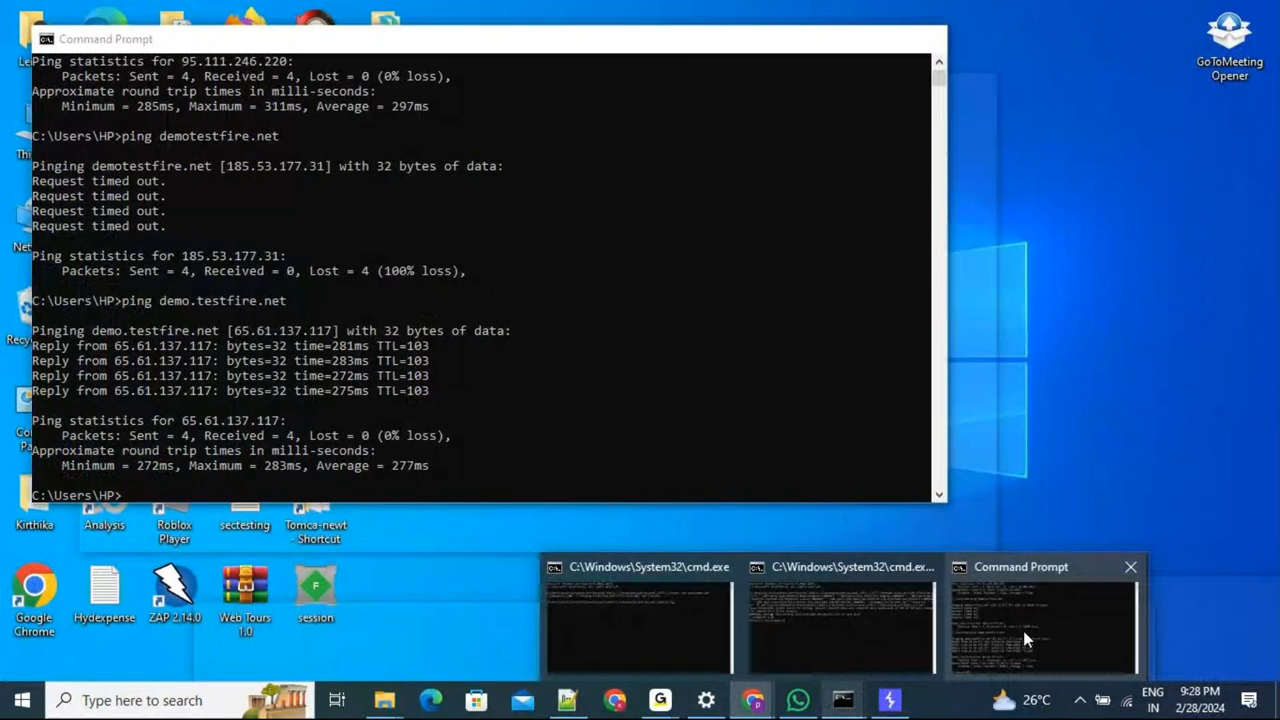 Command Prompt
Ping statistics for 95.111.246.220:
Packets: Sent = 4, Received = 4, Lost = 0 (0% loss),
Approximate round trip times in milli-seconds:
Minimum = 285ms, Maximum = 311ms, Average = 297ms
C:\Users\HP>ping demotestfire.net
Pinging demotestfire.net [185.53.177.31] with 32 bytes of data:
Request timed out.
Request timed out.
Request timed out.
Request timed out.
Ping statistics for 185.53.177.31:
Packets: Sent = 4, Received = 0, Lost = 4 (100% loss),
C:\Users\HP>ping demo.testfire.net
Pinging demo.testfire.net [65.61.137.117] with 32 bytes of data:
Reply from 65.61.137.117: bytes=32 time=281ms TTL=103
Reply from 65.61.137.117: bytes=32 time=283ms TTL=103
Reply from 65.61.137.117: bytes=32 time=272ms TTL=103
Reply from 65.61.137.117: bytes=32 time=275ms TTL=103
Ping statistics for 65.61.137.117:
Packets: Sent = 4, Received = 4, Lost = 0 (0% loss),
Approximate round trip times in milli-seconds:
Minimum = 272ms, Maximum = 283ms, Average = 277ms
C:\Users\HP>
GoToMeeting
Opener
Kirthika
Analysis
Roblox
Player
sectesting
Tomca-newt
- Shortcut
C:\Windows\System32\cmd.exe
C:\Windows\System32\cmd.ex...
Command Prompt
Google
Chrome
session
1.0
Type here to search
26°C
ENG
IN
9:28 PM
2/28/2024